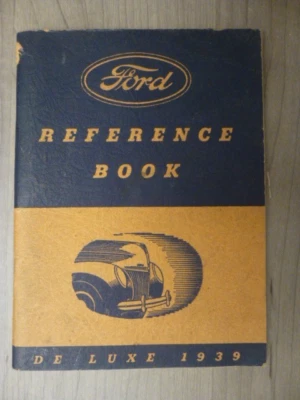 Ford
REFERENCE
BOOK
DE LUXE 1939